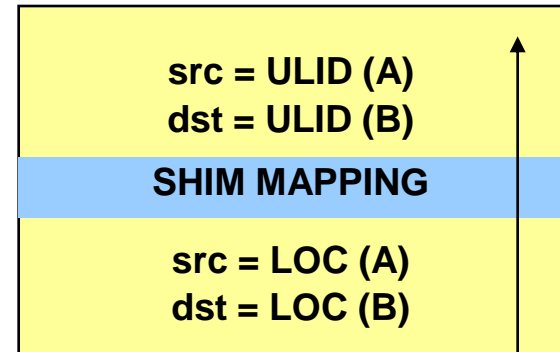 src = ULID (A)
dst = ULID (B)
SHIM MAPPING
src = LOC (A)
dst = LOC (B)